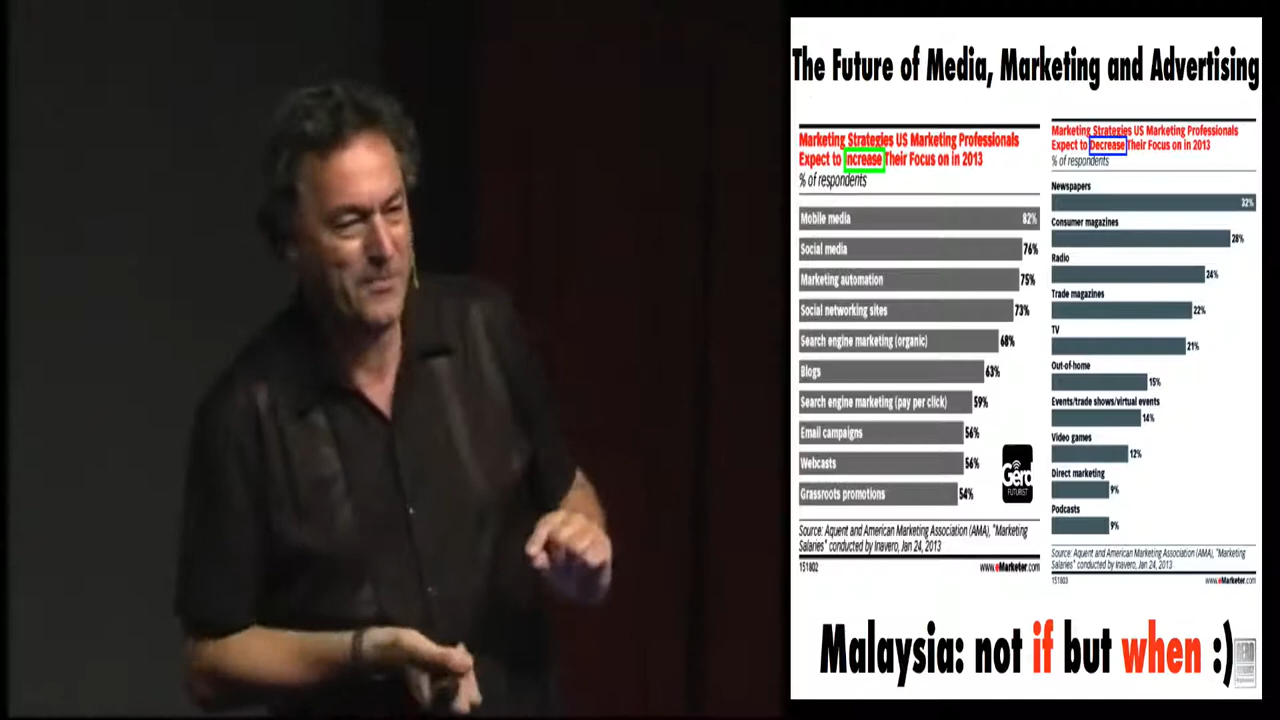 The Future of Media, Marketing and Advertising
Marketing Strategies US Marketing Professionals
Expect to Increase Their Focus on in 2013
% of respondents
Mobile media 82%
Social media 76%
Marketing automation 75%
Social networking sites 73%
Search engine marketing (organic) 68%
Blogs 63%
Search engine marketing (pay per click) 59%
Email campaigns 56%
Webcasts 56%
Grassroots promotions 54%
Source: Aquent and American Marketing Association (AMA), "Marketing
Salaries" conducted by Inavero, Jan 24, 2013
151802 www.eMarketer.com
Gerd
FUTURIST
Marketing Strategies US Marketing Professionals
Expect to Decrease Their Focus on in 2013
% of respondents
Newspapers
32%
Consumer magazines
28%
Radio
24%
Trade magazines
22%
TV
21%
Out-of-home
15%
Events/trade shows/virtual events
14%
Video games
12%
Direct marketing
9%
Podcasts
9%
Source: Aquent and American Marketing Association (AMA), "Marketing
Salaries" conducted by Inavero, Jan 24, 2013
151803 www.eMarketer.com
Malaysia: not if but when :)